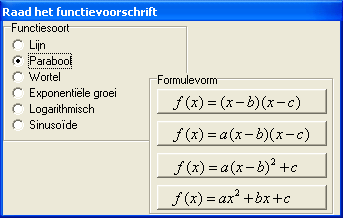 Raad het functievoorschrift
Functiesoort
Lijn
Parabool
Wortel
Exponentiële groei
Logarithmisch
Sinusoïde
Formulevorm
f(x) = (x−b)(x−c)
f(x) = a(x−b)(x−c)
f(x) = a(x−b)² + c
f(x) = ax² + bx + c